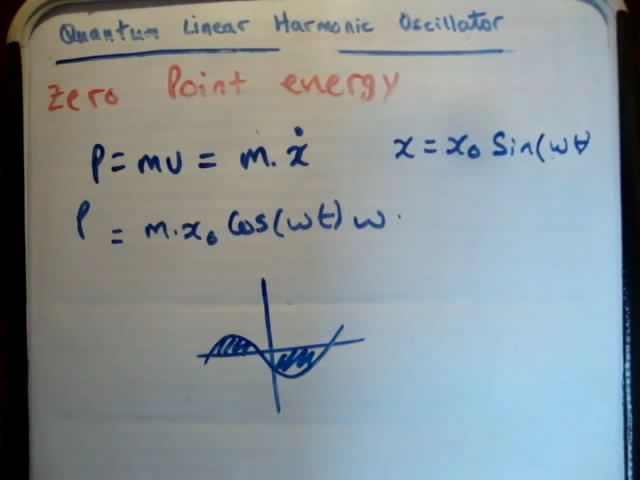 Quantum Linear Harmonic Oscillator
Zero Point energy
P = mv = m.ẋ x = x₀ Sin(ωt)
P = m.x₀ Cos(ωt) ω.